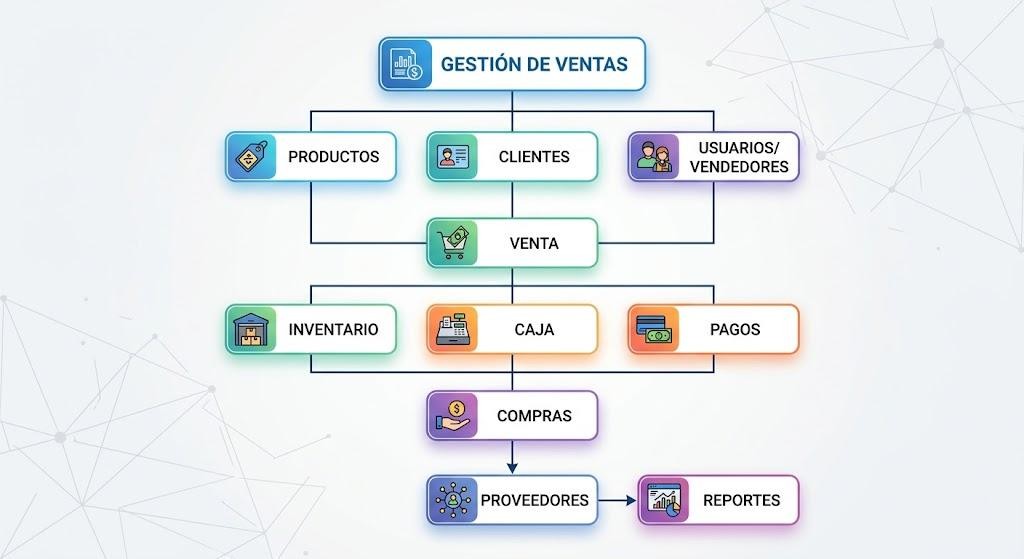 GESTIÓN DE VENTAS
PRODUCTOS
CLIENTES
USUARIOS/
VENDEDORES
VENTA
INVENTARIO
CAJA
PAGOS
COMPRAS
PROVEEDORES
REPORTES